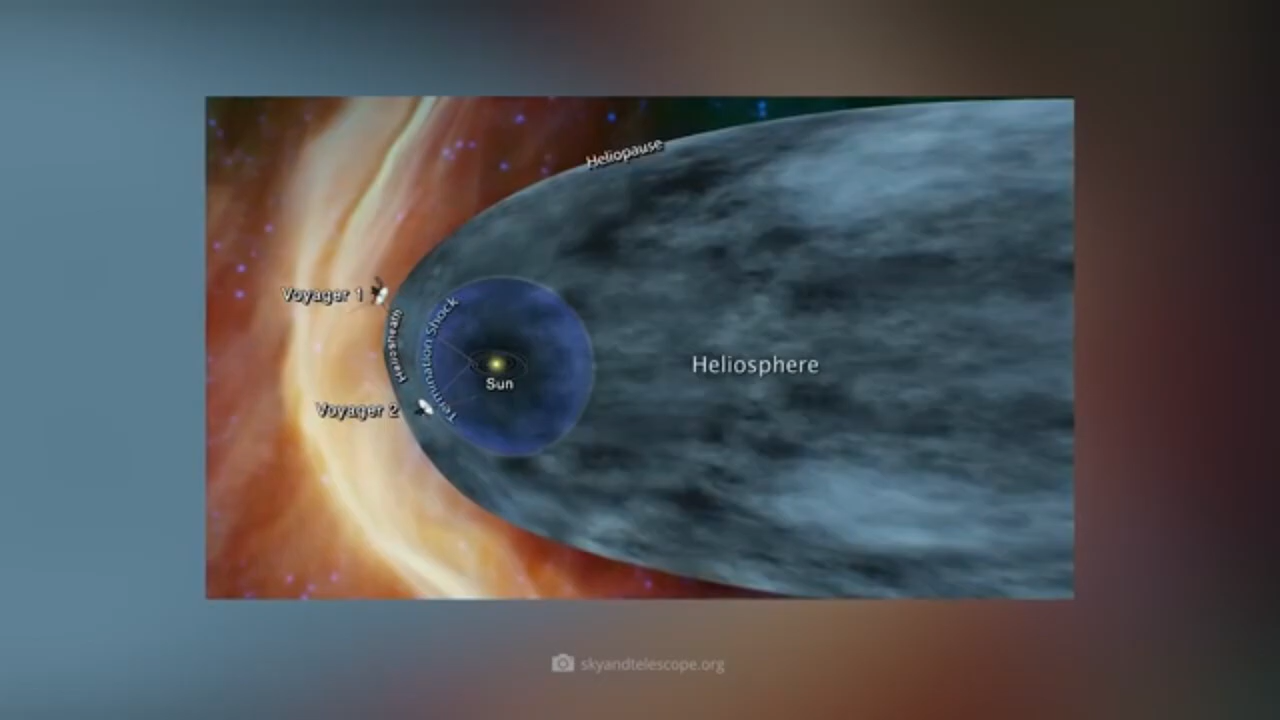 Heliopause
Voyager 1
Heliosheath
Termination Shock
Heliosphere
Sun
Voyager 2
skyandtelescope.org